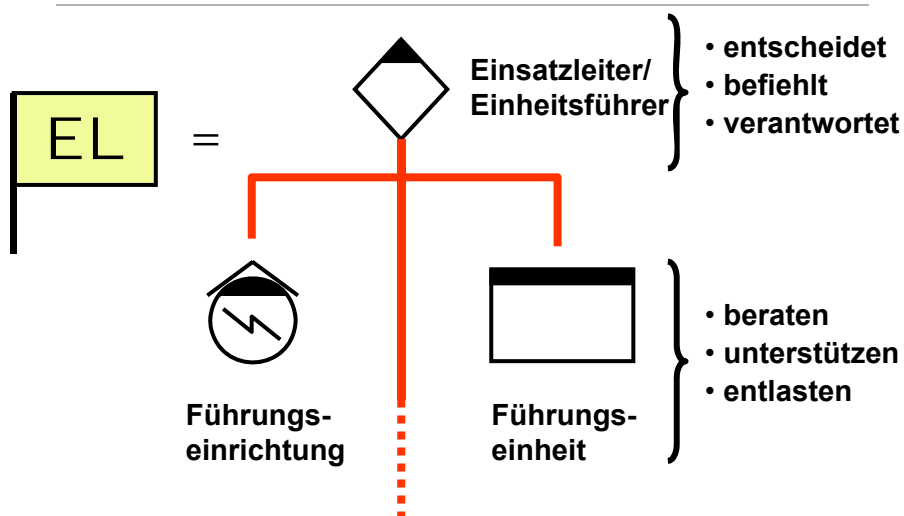 EL
=
Einsatzleiter/
Einheitsführer
• entscheidet
• befiehlt
• verantwortet
Führungs-
einrichtung
Führungs-
einheit
• beraten
• unterstützen
• entlasten